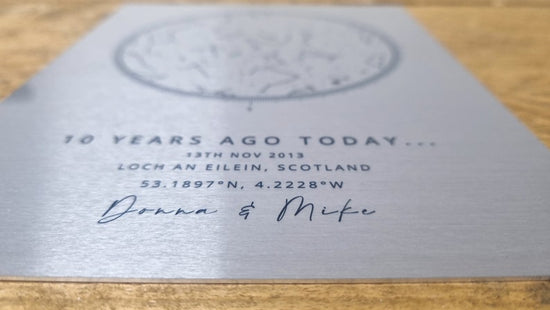 10 YEARS AGO TODAY...
13TH NOV 2013
LOCH AN EILEIN, SCOTLAND
53.1897°N, 4.2228°W
Donna & Mike